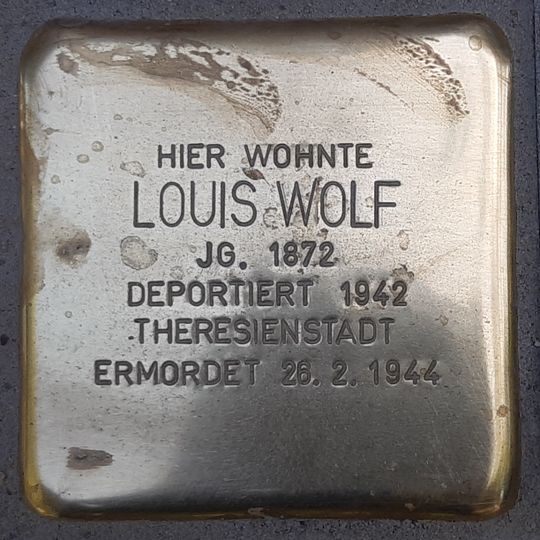 HIER WOHNTE
LOUIS WOLF
JG. 1872
DEPORTIERT 1942
THERESIENSTADT
ERMORDET 26. 2. 1944